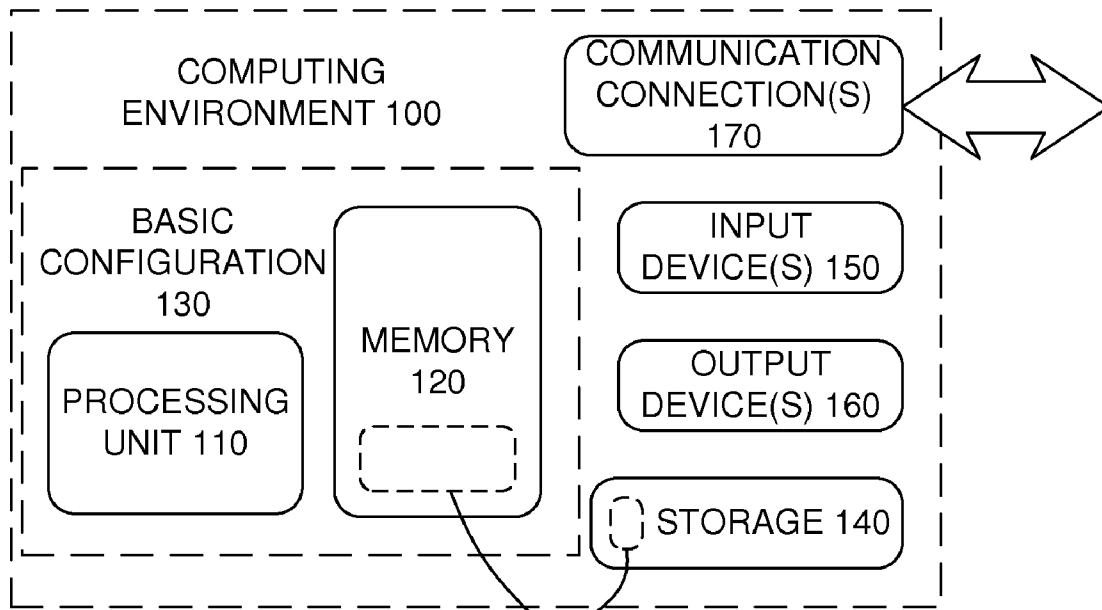 COMPUTING
ENVIRONMENT 100
COMMUNICATION
CONNECTION(S)
170
BASIC
CONFIGURATION
130
PROCESSING
UNIT 110
MEMORY
120
INPUT
DEVICE(S) 150
OUTPUT
DEVICE(S) 160
STORAGE 140